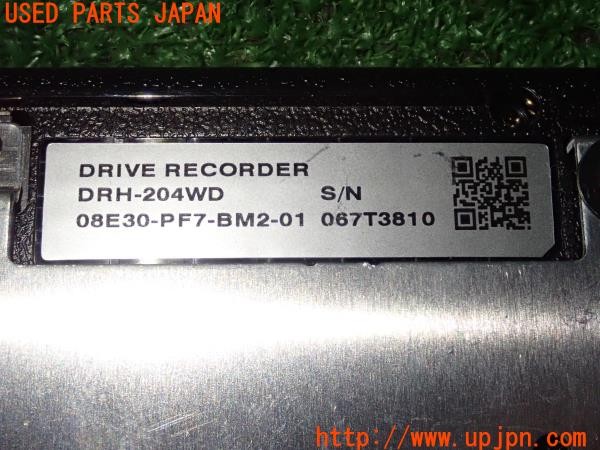 USED PARTS JAPAN
DRIVE RECORDER
DRH-204WD S/N
08E30-PF7-BM2-01 067T3810
http://www.upjpn.com/